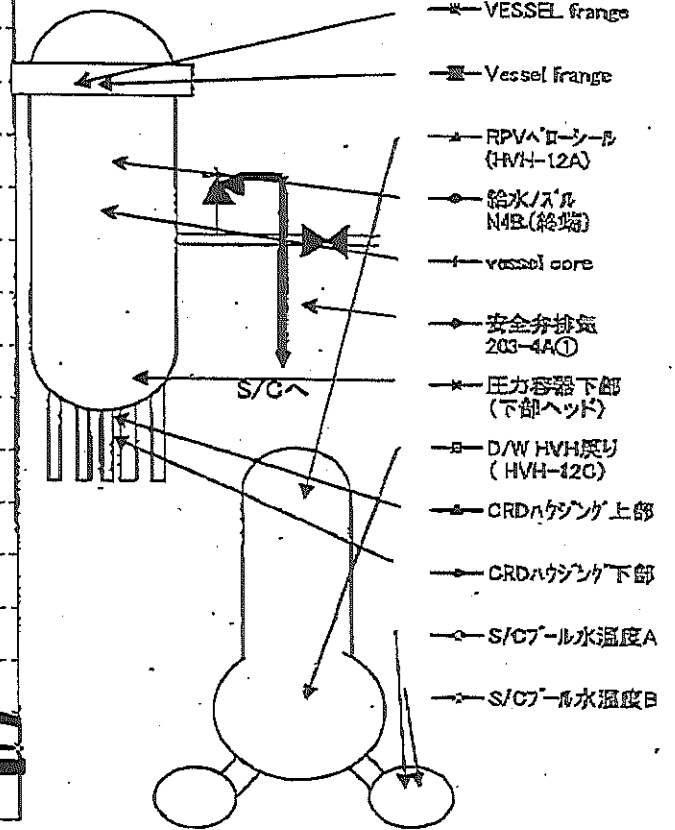 VESSEL frange
Vessel frange
RPVベローシール
(HVH-12A)
給水ノズル
N4B(終端)
vessel core
安全弁排気
203-4A①
S/Cへ
圧力容器下部
(下部ヘッド)
D/W HVH戻り
(HVH-12C)
CRDハウジング上部
CRDハウジング下部
S/Cプール水温度A
S/Cプール水温度B